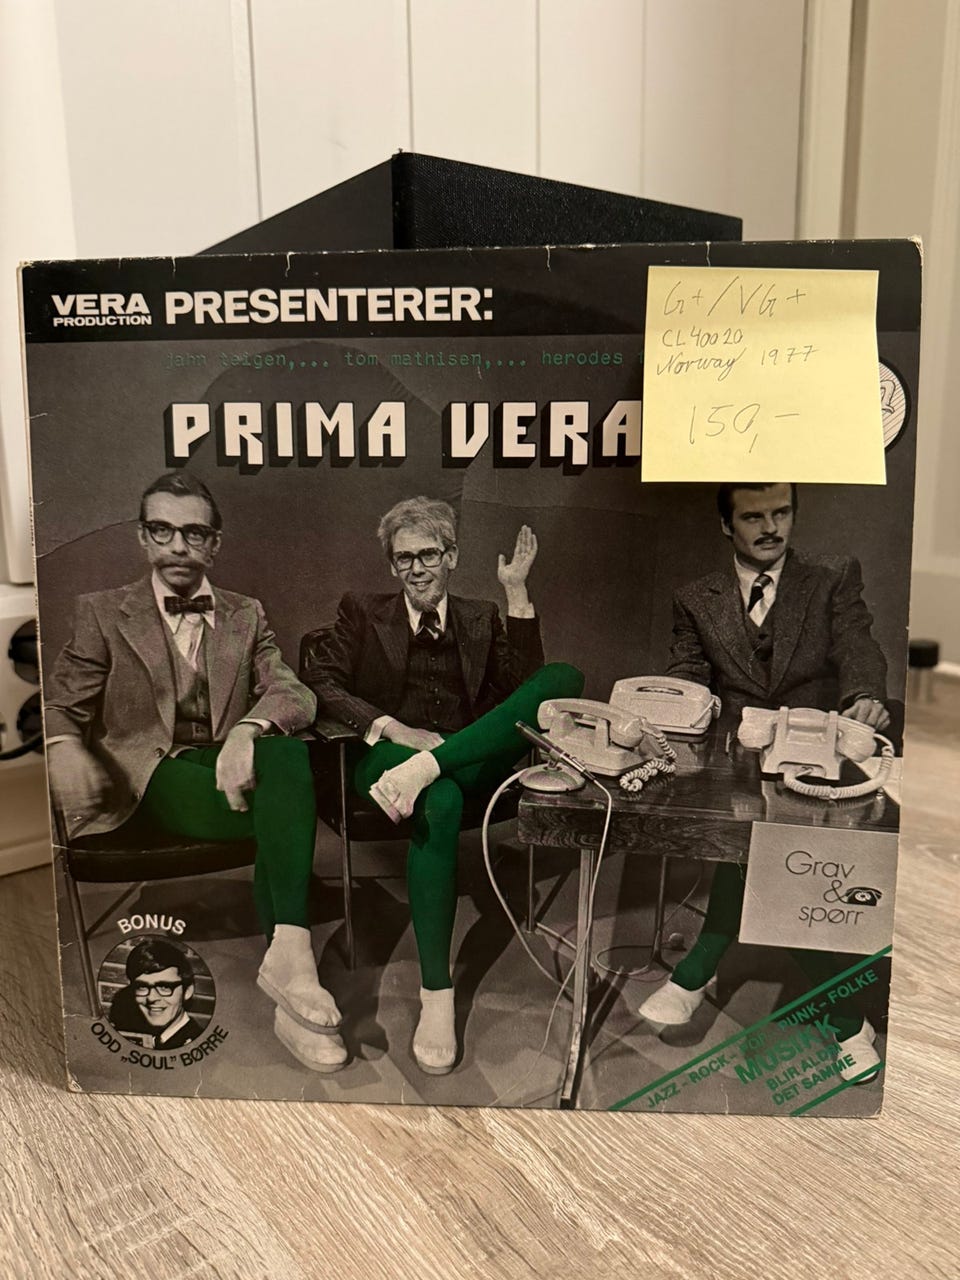 VERA
PRODUCTION
PRESENTERER:
jahn teigen,... tom mathisen,... herodes
PRIMA VERA
G+/VG+
CL 40020
Norway 1977
150,-
Grav
&
spørr
BONUS
ODD „SOUL" BØRRE
JAZZ-ROCK-POP-PUNK-FOLKE
MUSIKK
BLIR ALDRI
DET SAMME